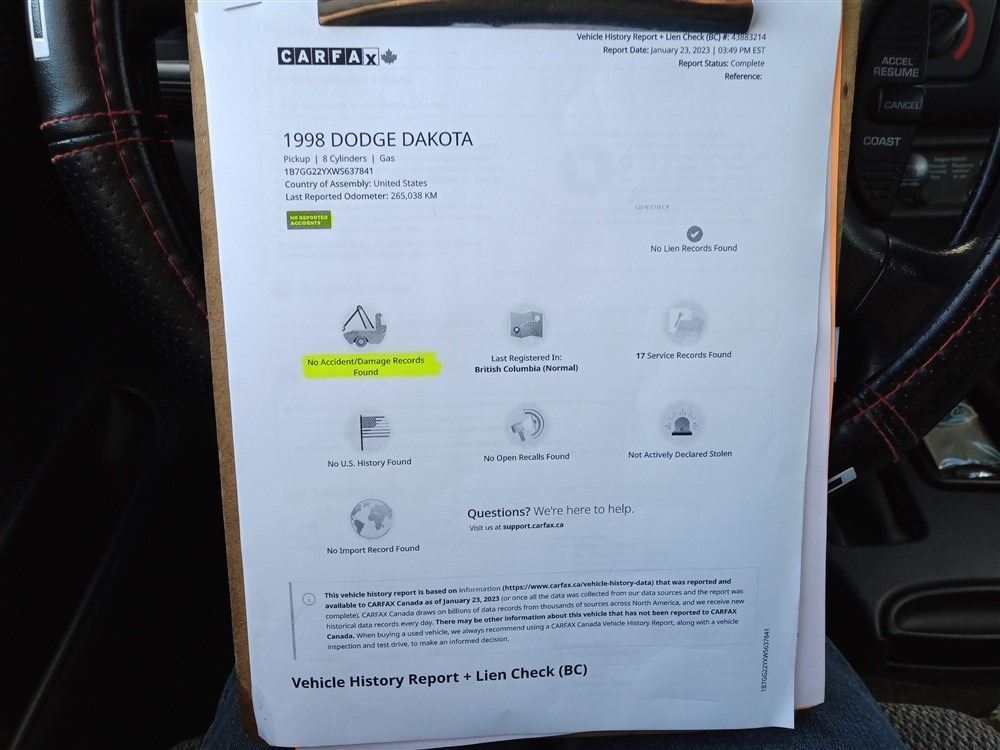 Vehicle History Report + Lien Check (BC) #: 43883214
Report Date: January 23, 2023 | 03:49 PM EST
Report Status: Complete
Reference:
CARFAX
1998 DODGE DAKOTA
Pickup | 8 Cylinders | Gas
1B7GG22YXWS637841
Country of Assembly: United States
Last Reported Odometer: 265,038 KM
NO REPORTED
ACCIDENTS
LIEN CHECK
No Lien Records Found
No Accident/Damage Records
Found
Last Registered In:
British Columbia (Normal)
17 Service Records Found
No U.S. History Found
No Open Recalls Found
Not Actively Declared Stolen
No Import Record Found
Questions? We're here to help.
Visit us at support.carfax.ca
This vehicle history report is based on information (https://www.carfax.ca/vehicle-history-data) that was reported and
available to CARFAX Canada as of January 23, 2023 (or once all the data was collected from our data sources and the report was
complete). CARFAX Canada draws on billions of data records from thousands of sources across North America, and we receive new
historical data records every day. There may be other information about this vehicle that has not been reported to CARFAX
Canada. When buying a used vehicle, we always recommend using a CARFAX Canada Vehicle History Report, along with a vehicle
inspection and test drive, to make an informed decision.
Vehicle History Report + Lien Check (BC)
1B7GG22YXWS637841
ACCEL
RESUME
CANCEL
COAST
Important!